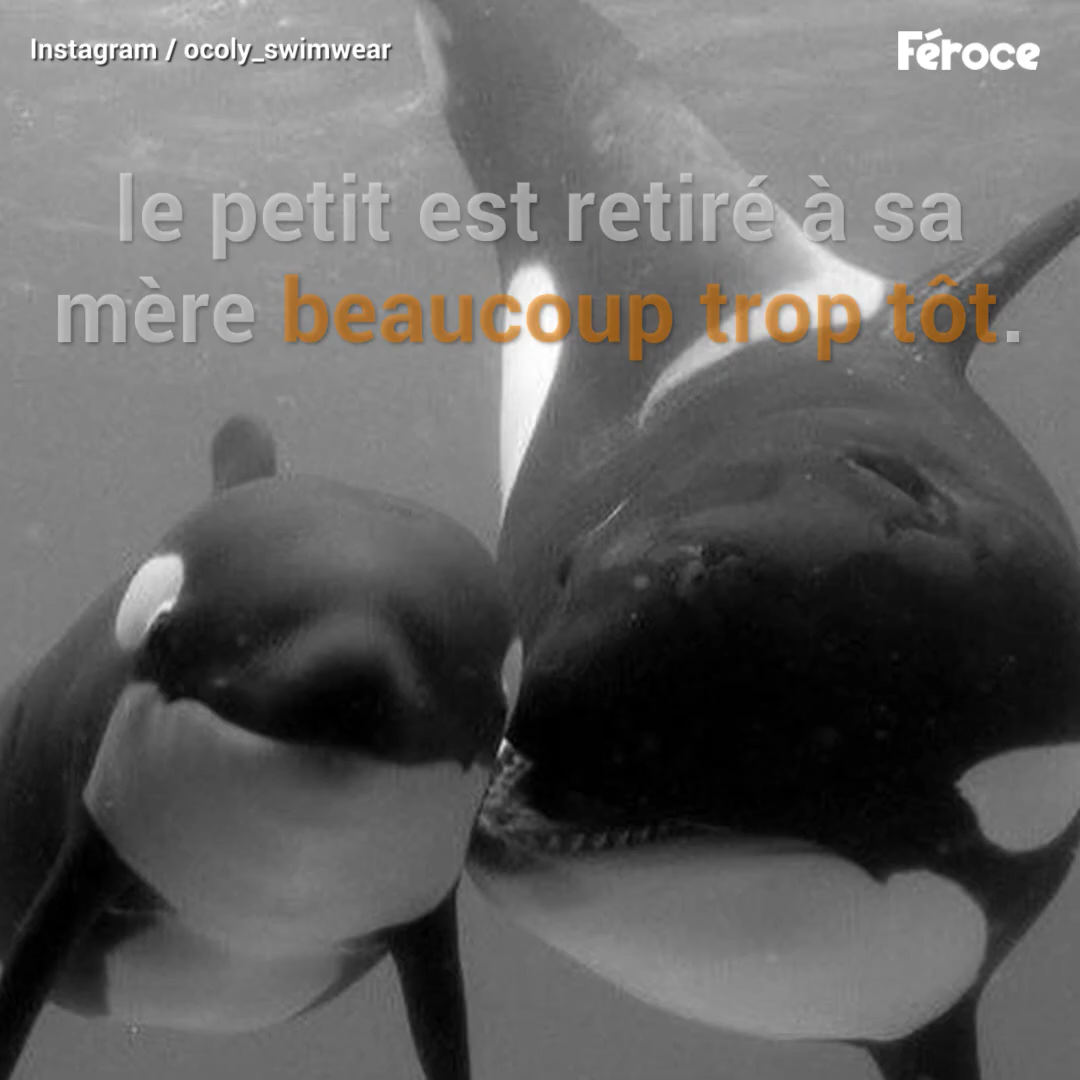 Instagram / ocoly_swimwear
Féroce
le petit est retiré à sa
mère beaucoup trop tôt.